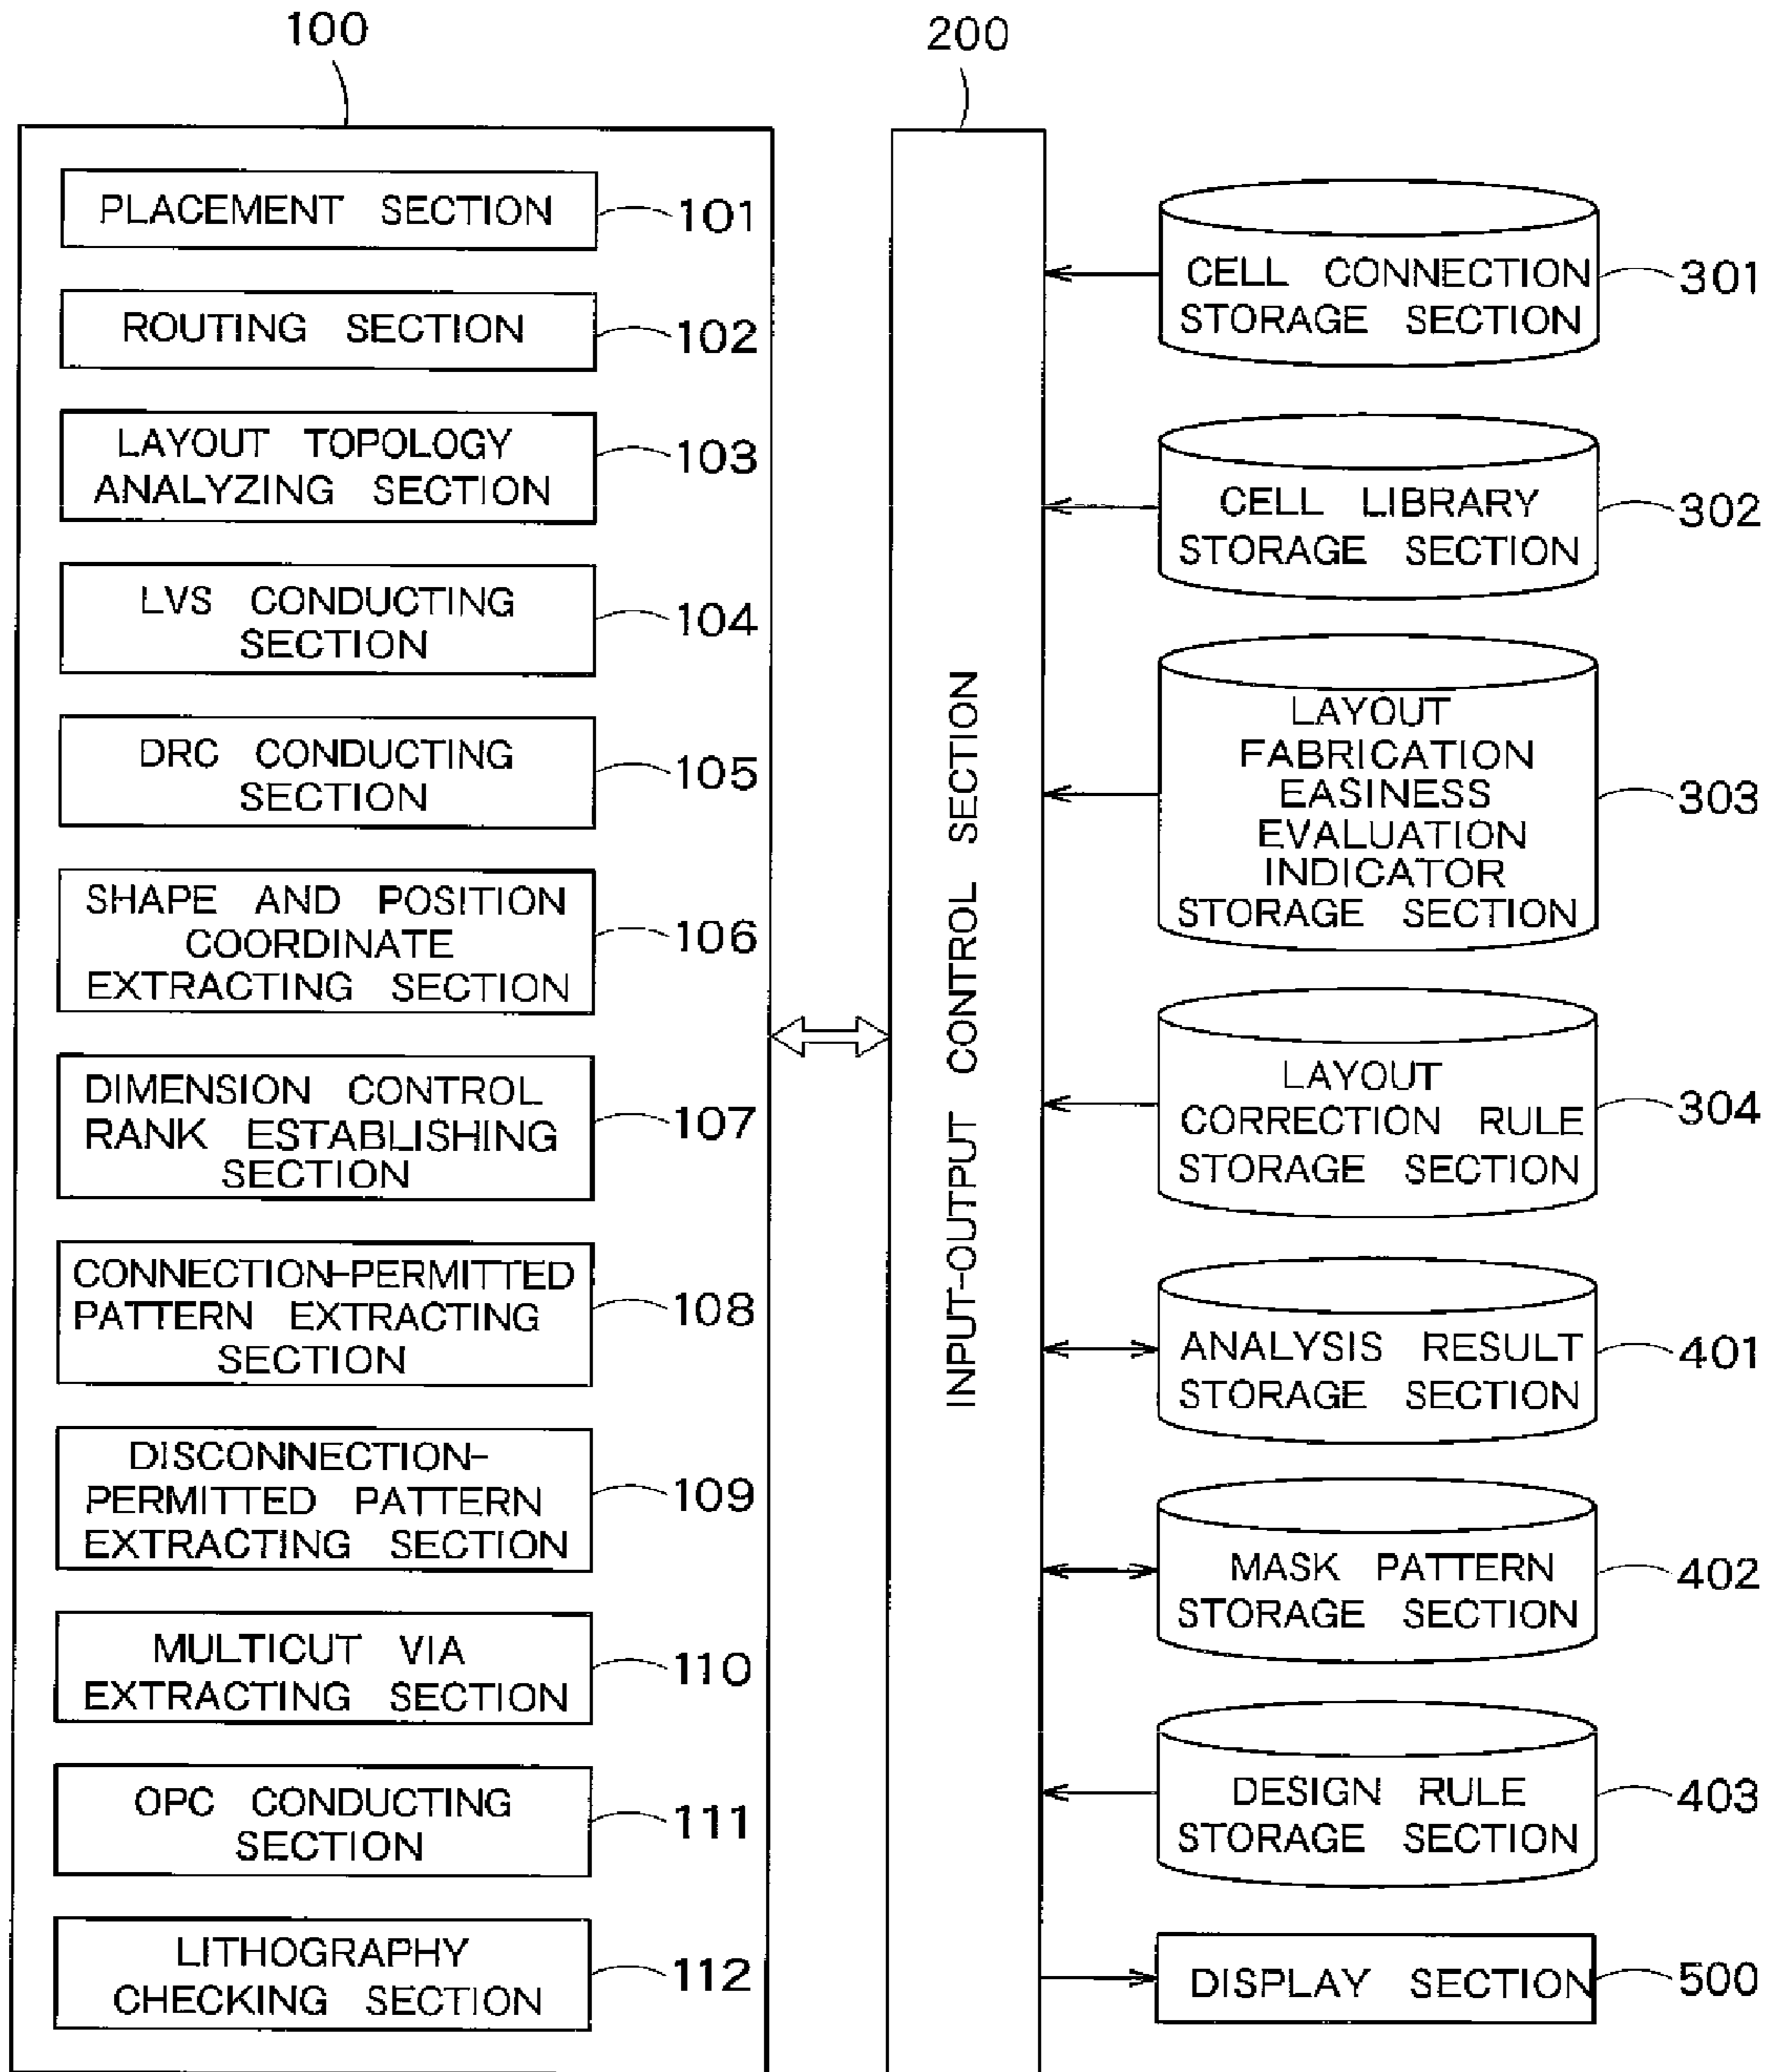 100
PLACEMENT SECTION
101
ROUTING SECTION
102
LAYOUT TOPOLOGY
ANALYZING SECTION
103
LVS CONDUCTING
SECTION
104
DRC CONDUCTING
SECTION
105
SHAPE AND POSITION
COORDINATE
EXTRACTING SECTION
106
DIMENSION CONTROL
RANK ESTABLISHING
SECTION
107
CONNECTION-PERMITTED
PATTERN EXTRACTING
SECTION
108
DISCONNECTION-
PERMITTED PATTERN
EXTRACTING SECTION
109
MULTICUT VIA
EXTRACTING SECTION
110
OPC CONDUCTING
SECTION
111
LITHOGRAPHY
CHECKING SECTION
112
200
INPUT-OUTPUT CONTROL SECTION
CELL CONNECTION
STORAGE SECTION
301
CELL LIBRARY
STORAGE SECTION
302
LAYOUT
FABRICATION
EASINESS
EVALUATION
INDICATOR
STORAGE SECTION
303
LAYOUT
CORRECTION RULE
STORAGE SECTION
304
ANALYSIS RESULT
STORAGE SECTION
401
MASK PATTERN
STORAGE SECTION
402
DESIGN RULE
STORAGE SECTION
403
DISPLAY SECTION
500